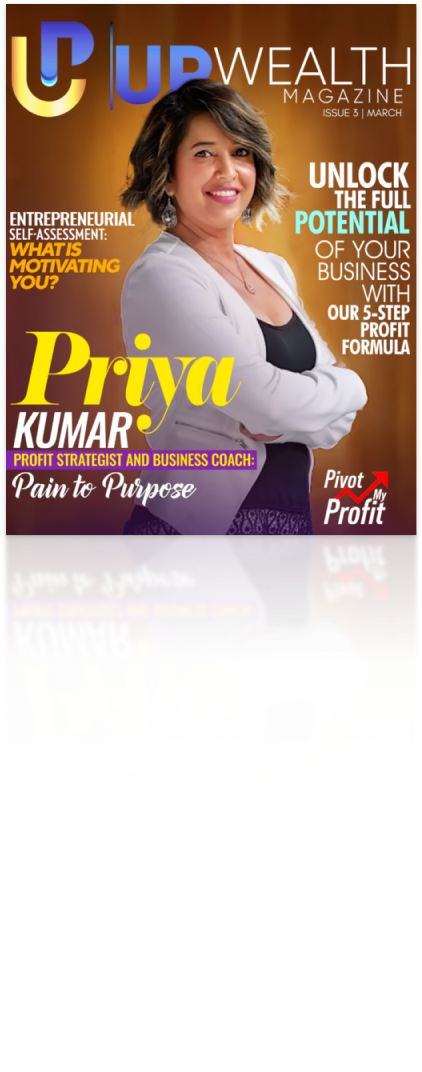 UP
UPWEALTH
MAGAZINE
ISSUE 3 | MARCH
UNLOCK
THE FULL
POTENTIAL
OF YOUR
BUSINESS
WITH
OUR 5-STEP
PROFIT
FORMULA
ENTREPRENEURIAL
SELF-ASSESSMENT:
WHAT IS
MOTIVATING
YOU?
Priya
KUMAR
PROFIT STRATEGIST AND BUSINESS COACH:
Pain to Purpose
Pivot
My
Profit